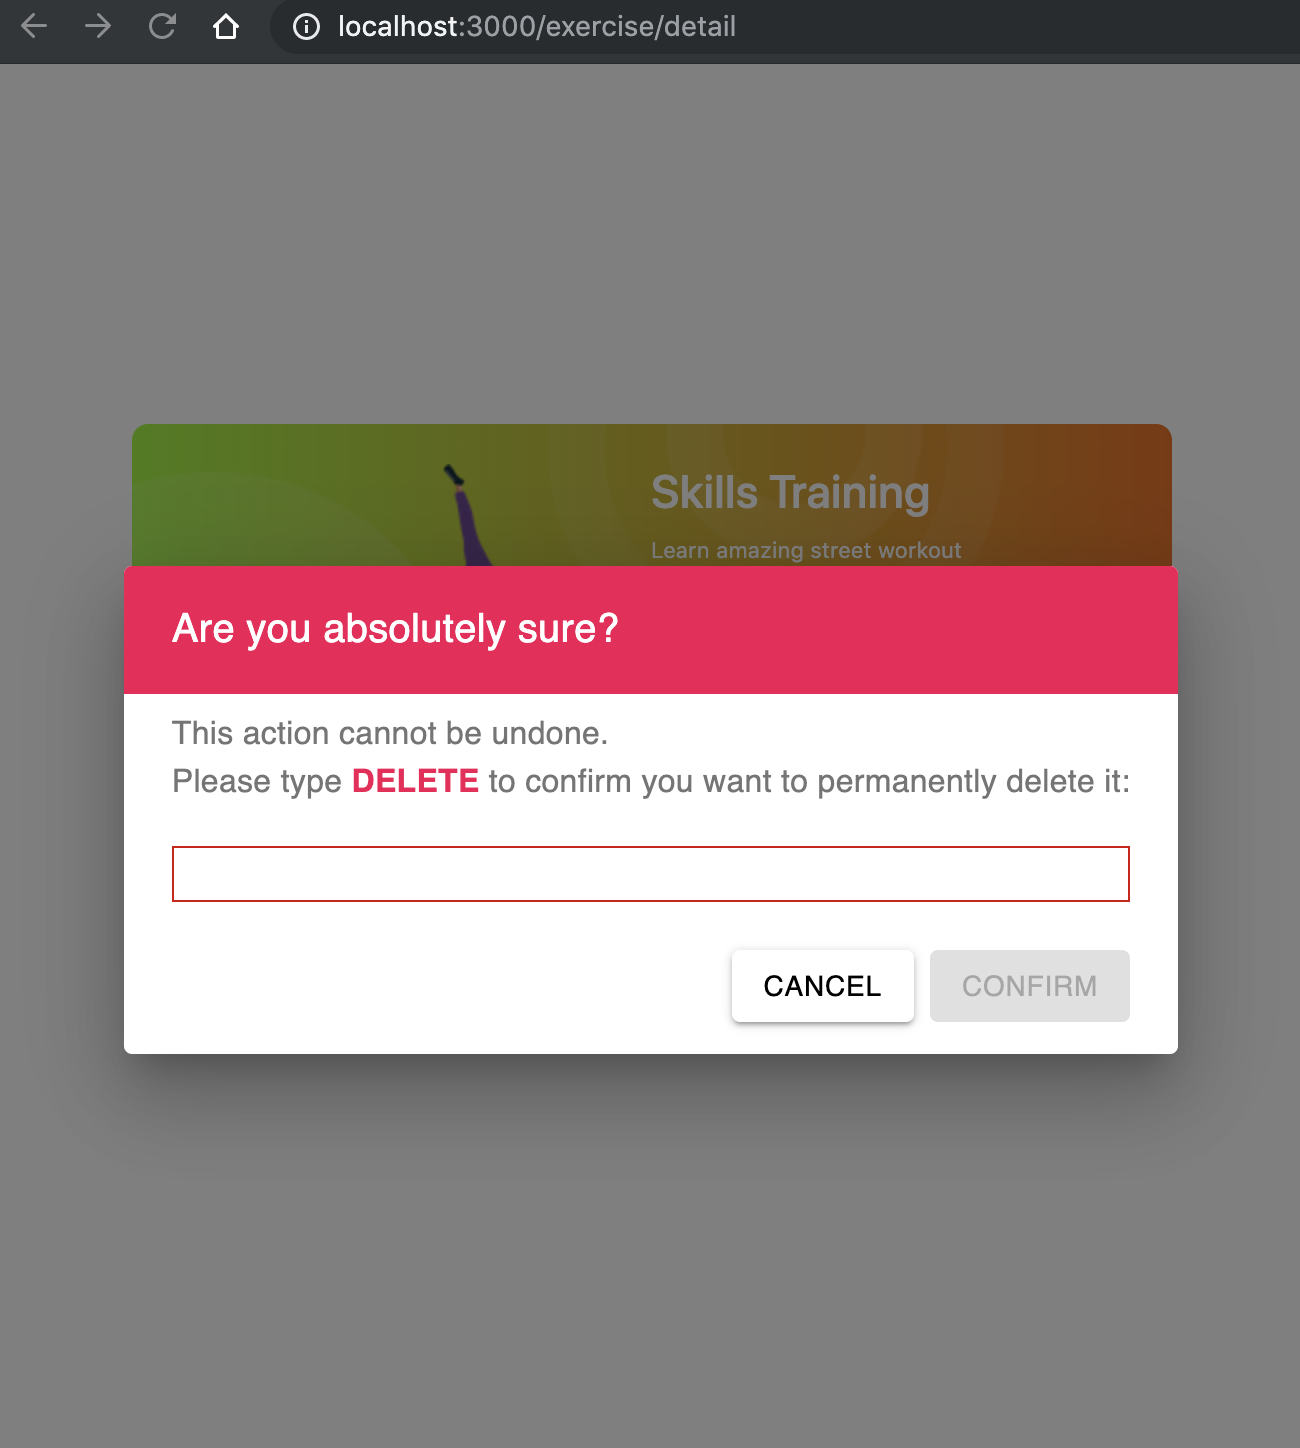 localhost:3000/exercise/detail
Skills Training
Learn amazing street workout
Are you absolutely sure?
This action cannot be undone.
Please type DELETE to confirm you want to permanently delete it:
CANCEL
CONFIRM